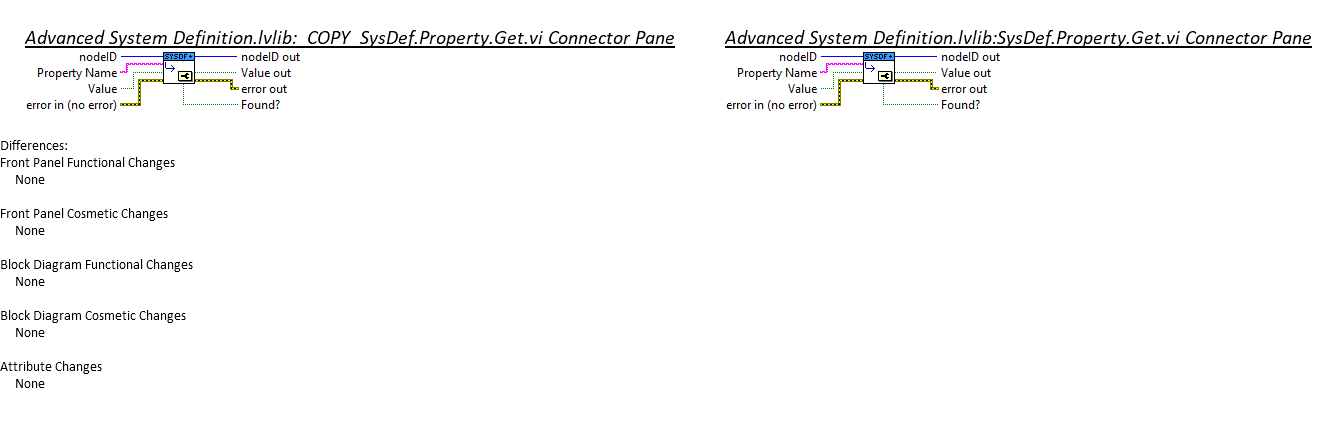 Advanced System Definition.lvlib:_COPY_SysDef.Property.Get.vi Connector Pane
nodeID
SYSDF
nodeID out
Property Name
Value out
Value
error out
error in (no error)
Found?
Advanced System Definition.lvlib:SysDef.Property.Get.vi Connector Pane
nodeID
SYSDF
nodeID out
Property Name
Value out
Value
error out
error in (no error)
Found?
Differences:
Front Panel Functional Changes
None
Front Panel Cosmetic Changes
None
Block Diagram Functional Changes
None
Block Diagram Cosmetic Changes
None
Attribute Changes
None